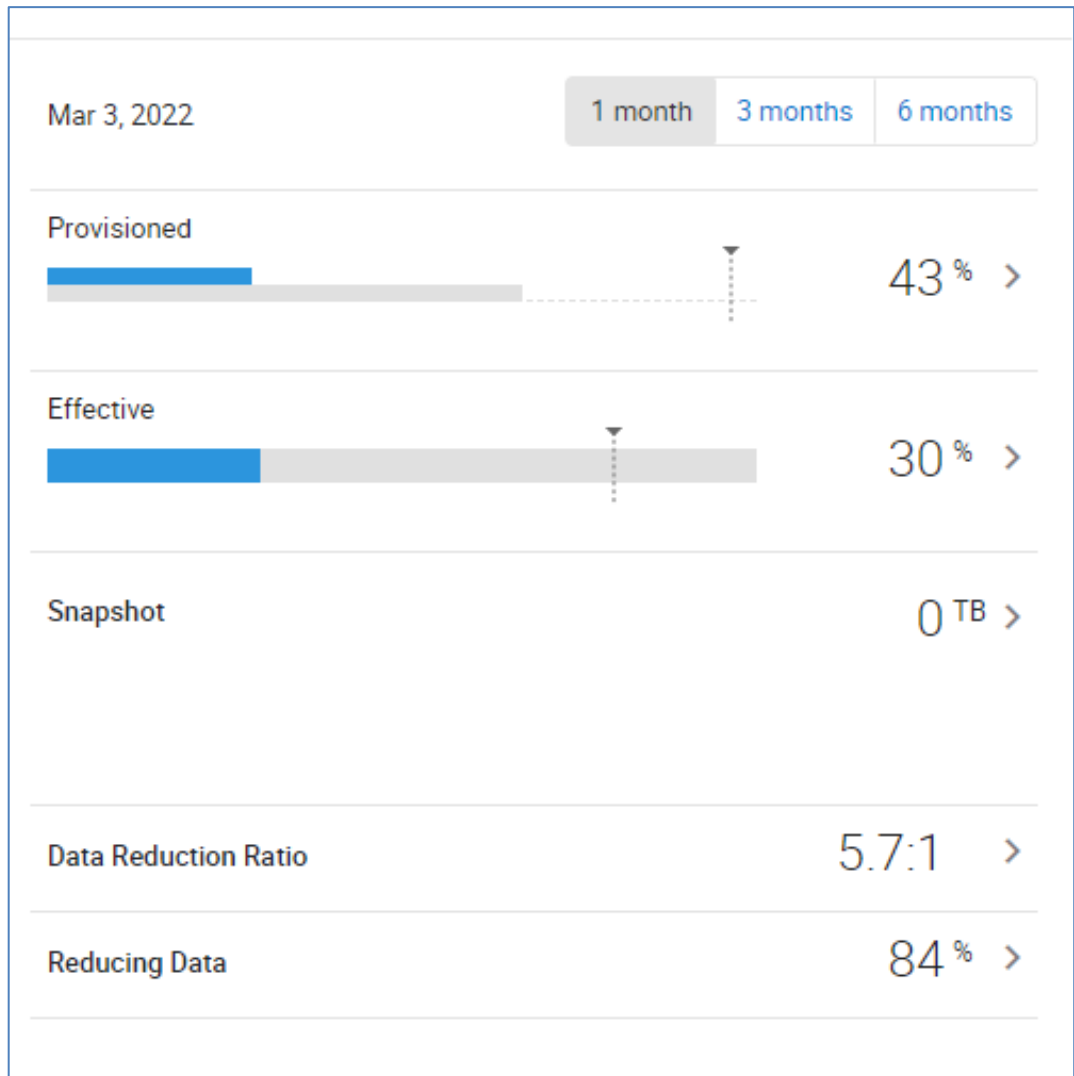 Mar 3, 2022 1 month 3 months 6 months
Provisioned
43 %
Effective
30 %
Snapshot 0 TB
Data Reduction Ratio 5.7:1
Reducing Data 84 %